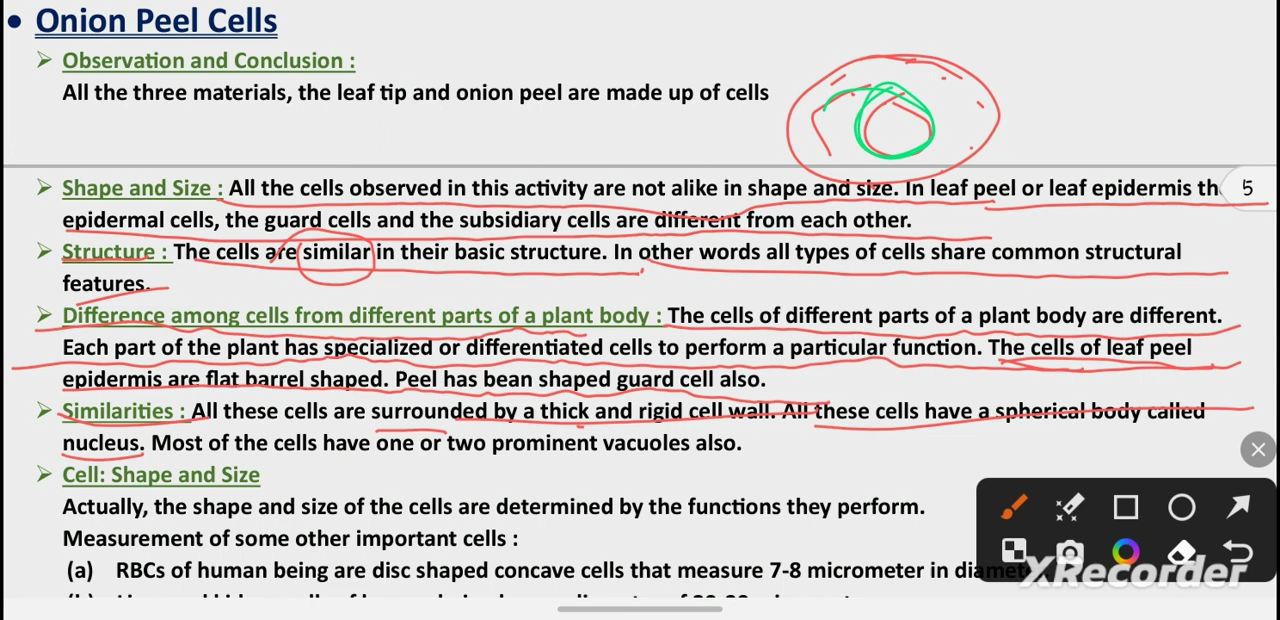 • Onion Peel Cells
➢ Observation and Conclusion :
All the three materials, the leaf tip and onion peel are made up of cells
➢ Shape and Size : All the cells observed in this activity are not alike in shape and size. In leaf peel or leaf epidermis th
5
epidermal cells, the guard cells and the subsidiary cells are different from each other.
➢ Structure : The cells are similar in their basic structure. In other words all types of cells share common structural
features.
➢ Difference among cells from different parts of a plant body : The cells of different parts of a plant body are different.
Each part of the plant has specialized or differentiated cells to perform a particular function. The cells of leaf peel
epidermis are flat barrel shaped. Peel has bean shaped guard cell also.
➢ Similarities : All these cells are surrounded by a thick and rigid cell wall. All these cells have a spherical body called
nucleus. Most of the cells have one or two prominent vacuoles also.
➢ Cell: Shape and Size
Actually, the shape and size of the cells are determined by the functions they perform.
Measurement of some other important cells :
(a) RBCs of human being are disc shaped concave cells that measure 7-8 micrometer in diamete
XRecorder